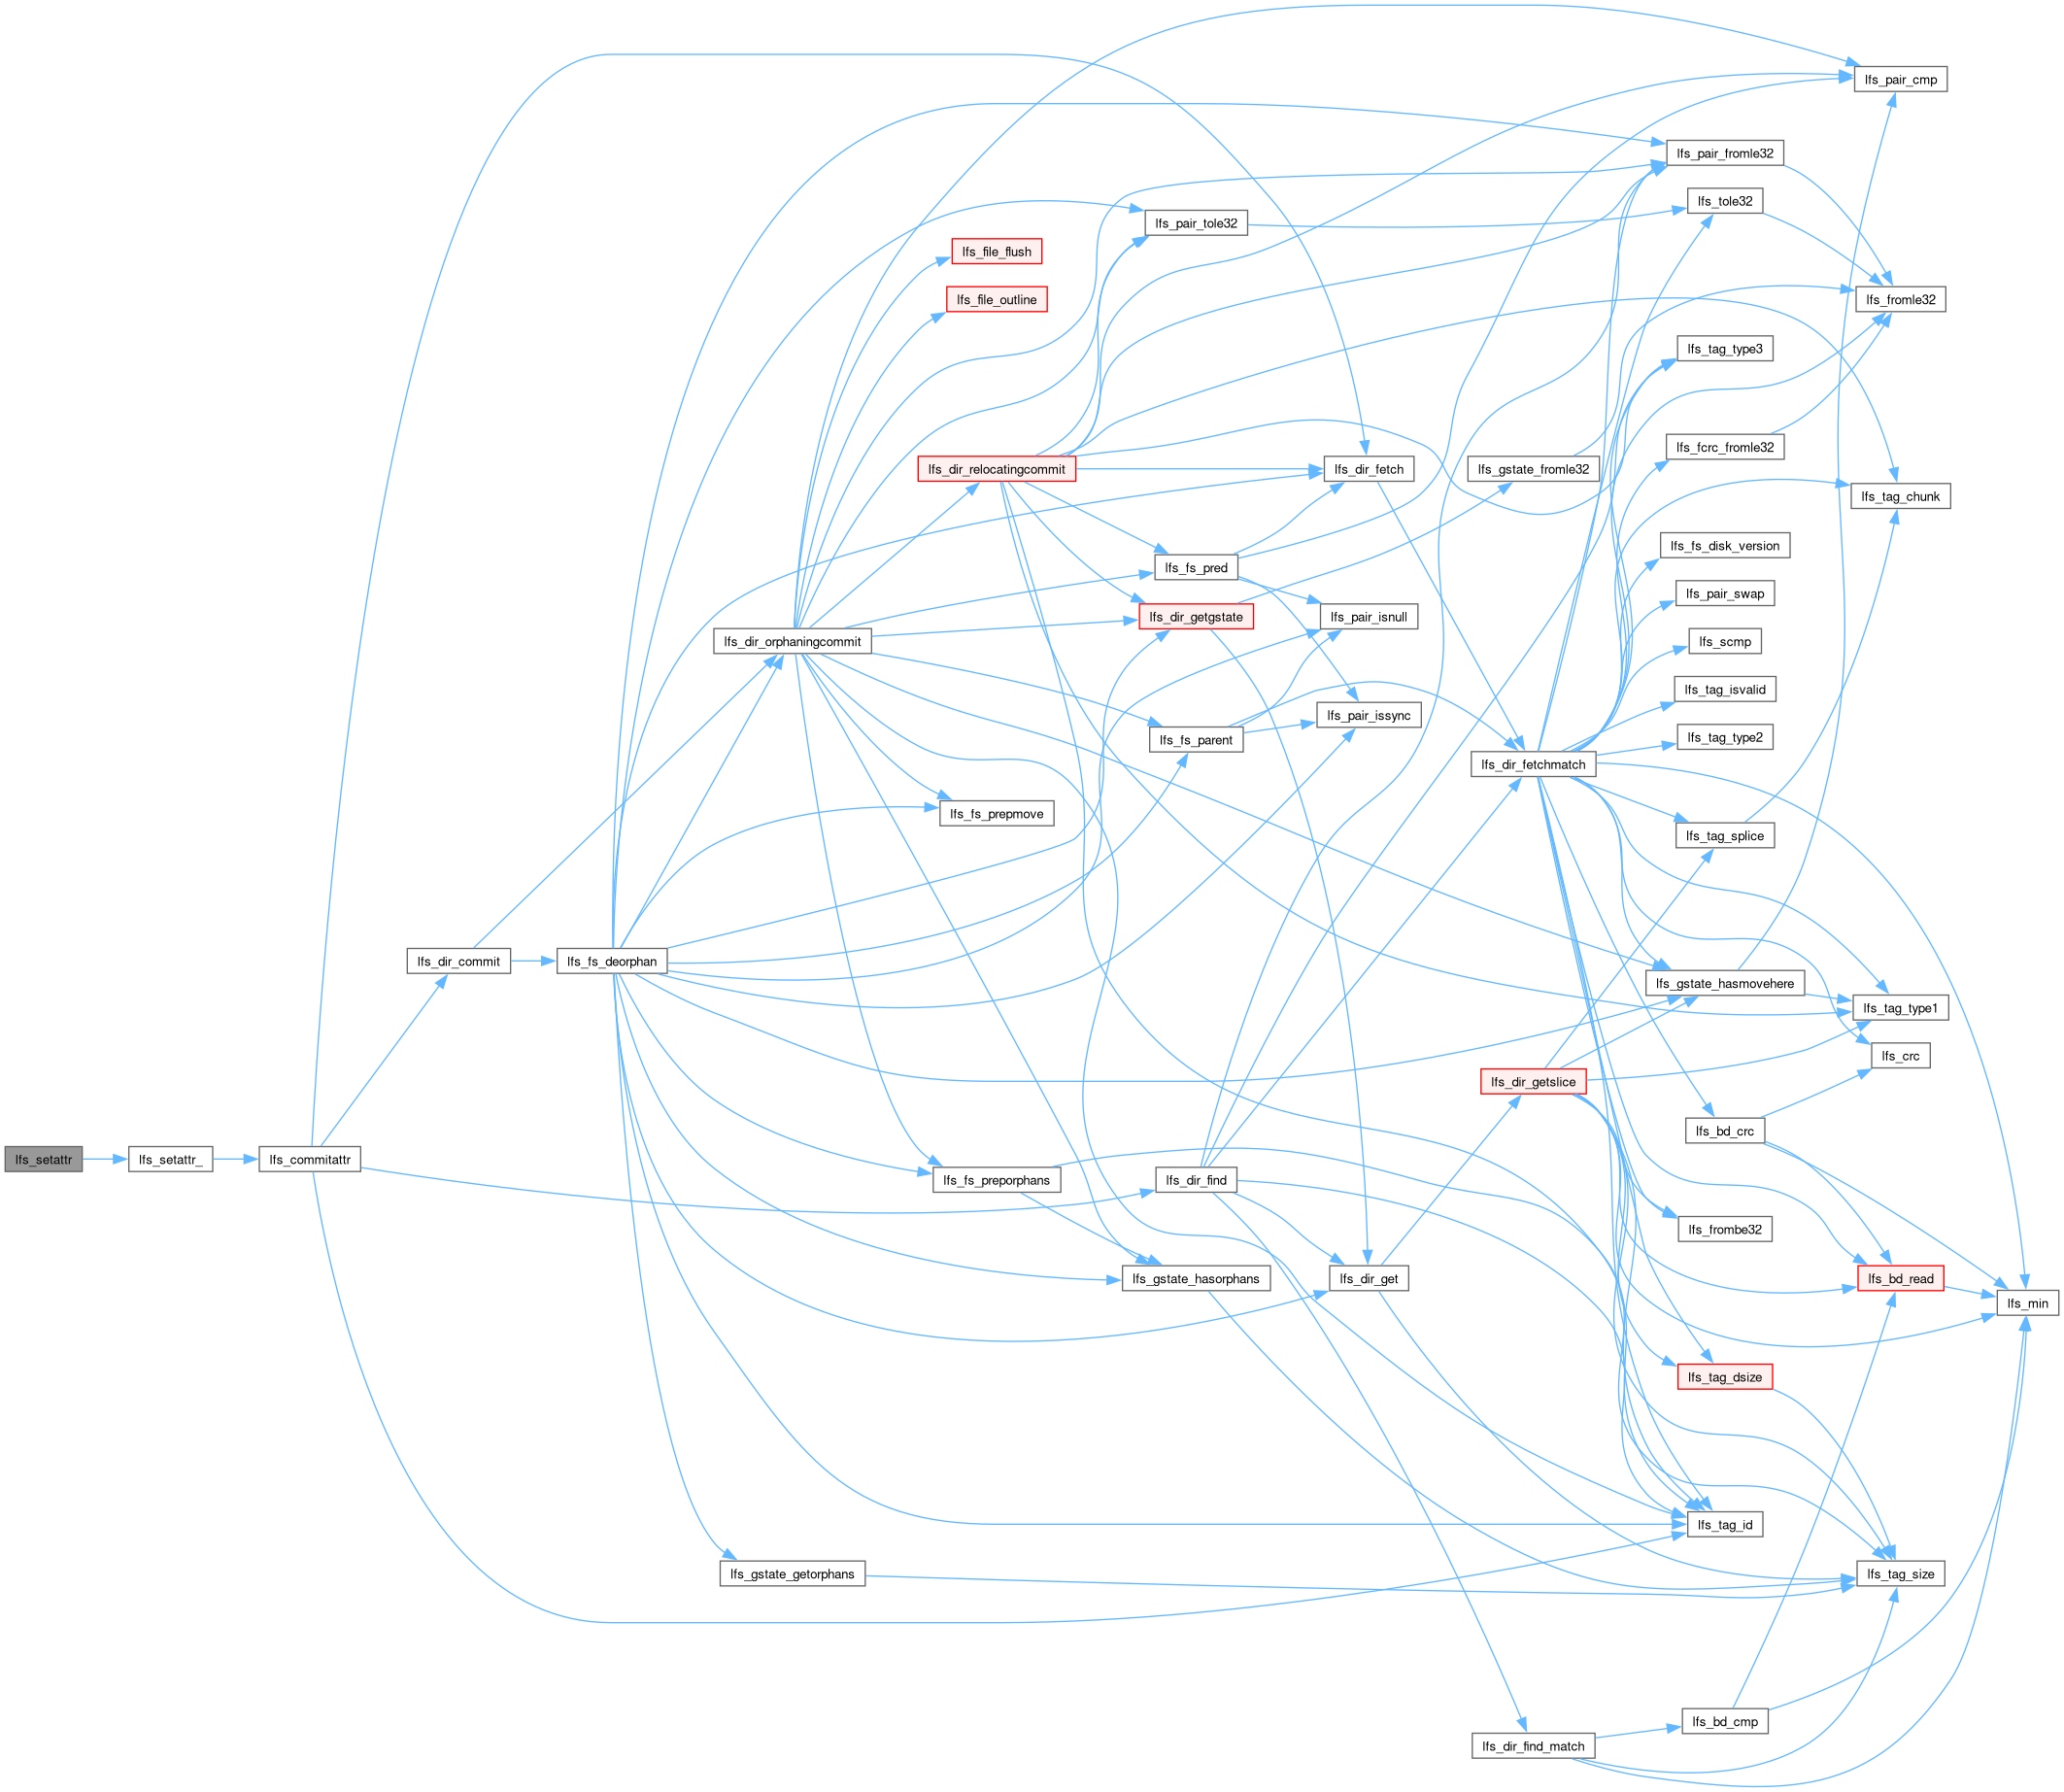 lfs_pair_cmp
lfs_pair_fromle32
lfs_tole32
lfs_pair_tole32
lfs_file_flush
lfs_file_outline
lfs_fromle32
lfs_tag_type3
lfs_fcrc_fromle32
lfs_dir_relocatingcommit
lfs_dir_fetch
lfs_gstate_fromle32
lfs_tag_chunk
lfs_fs_disk_version
lfs_fs_pred
lfs_pair_swap
lfs_dir_getgstate
lfs_pair_isnull
lfs_dir_orphaningcommit
lfs_scmp
lfs_tag_isvalid
lfs_pair_issync
lfs_fs_parent
lfs_tag_type2
lfs_dir_fetchmatch
lfs_fs_prepmove
lfs_tag_splice
lfs_dir_commit
lfs_fs_deorphan
lfs_gstate_hasmovehere
lfs_tag_type1
lfs_crc
lfs_dir_getslice
lfs_bd_crc
lfs_setattr
lfs_setattr_
lfs_commitattr
lfs_fs_preporphans
lfs_dir_find
lfs_frombe32
lfs_gstate_hasorphans
lfs_dir_get
lfs_bd_read
lfs_min
lfs_tag_dsize
lfs_tag_id
lfs_gstate_getorphans
lfs_tag_size
lfs_bd_cmp
lfs_dir_find_match